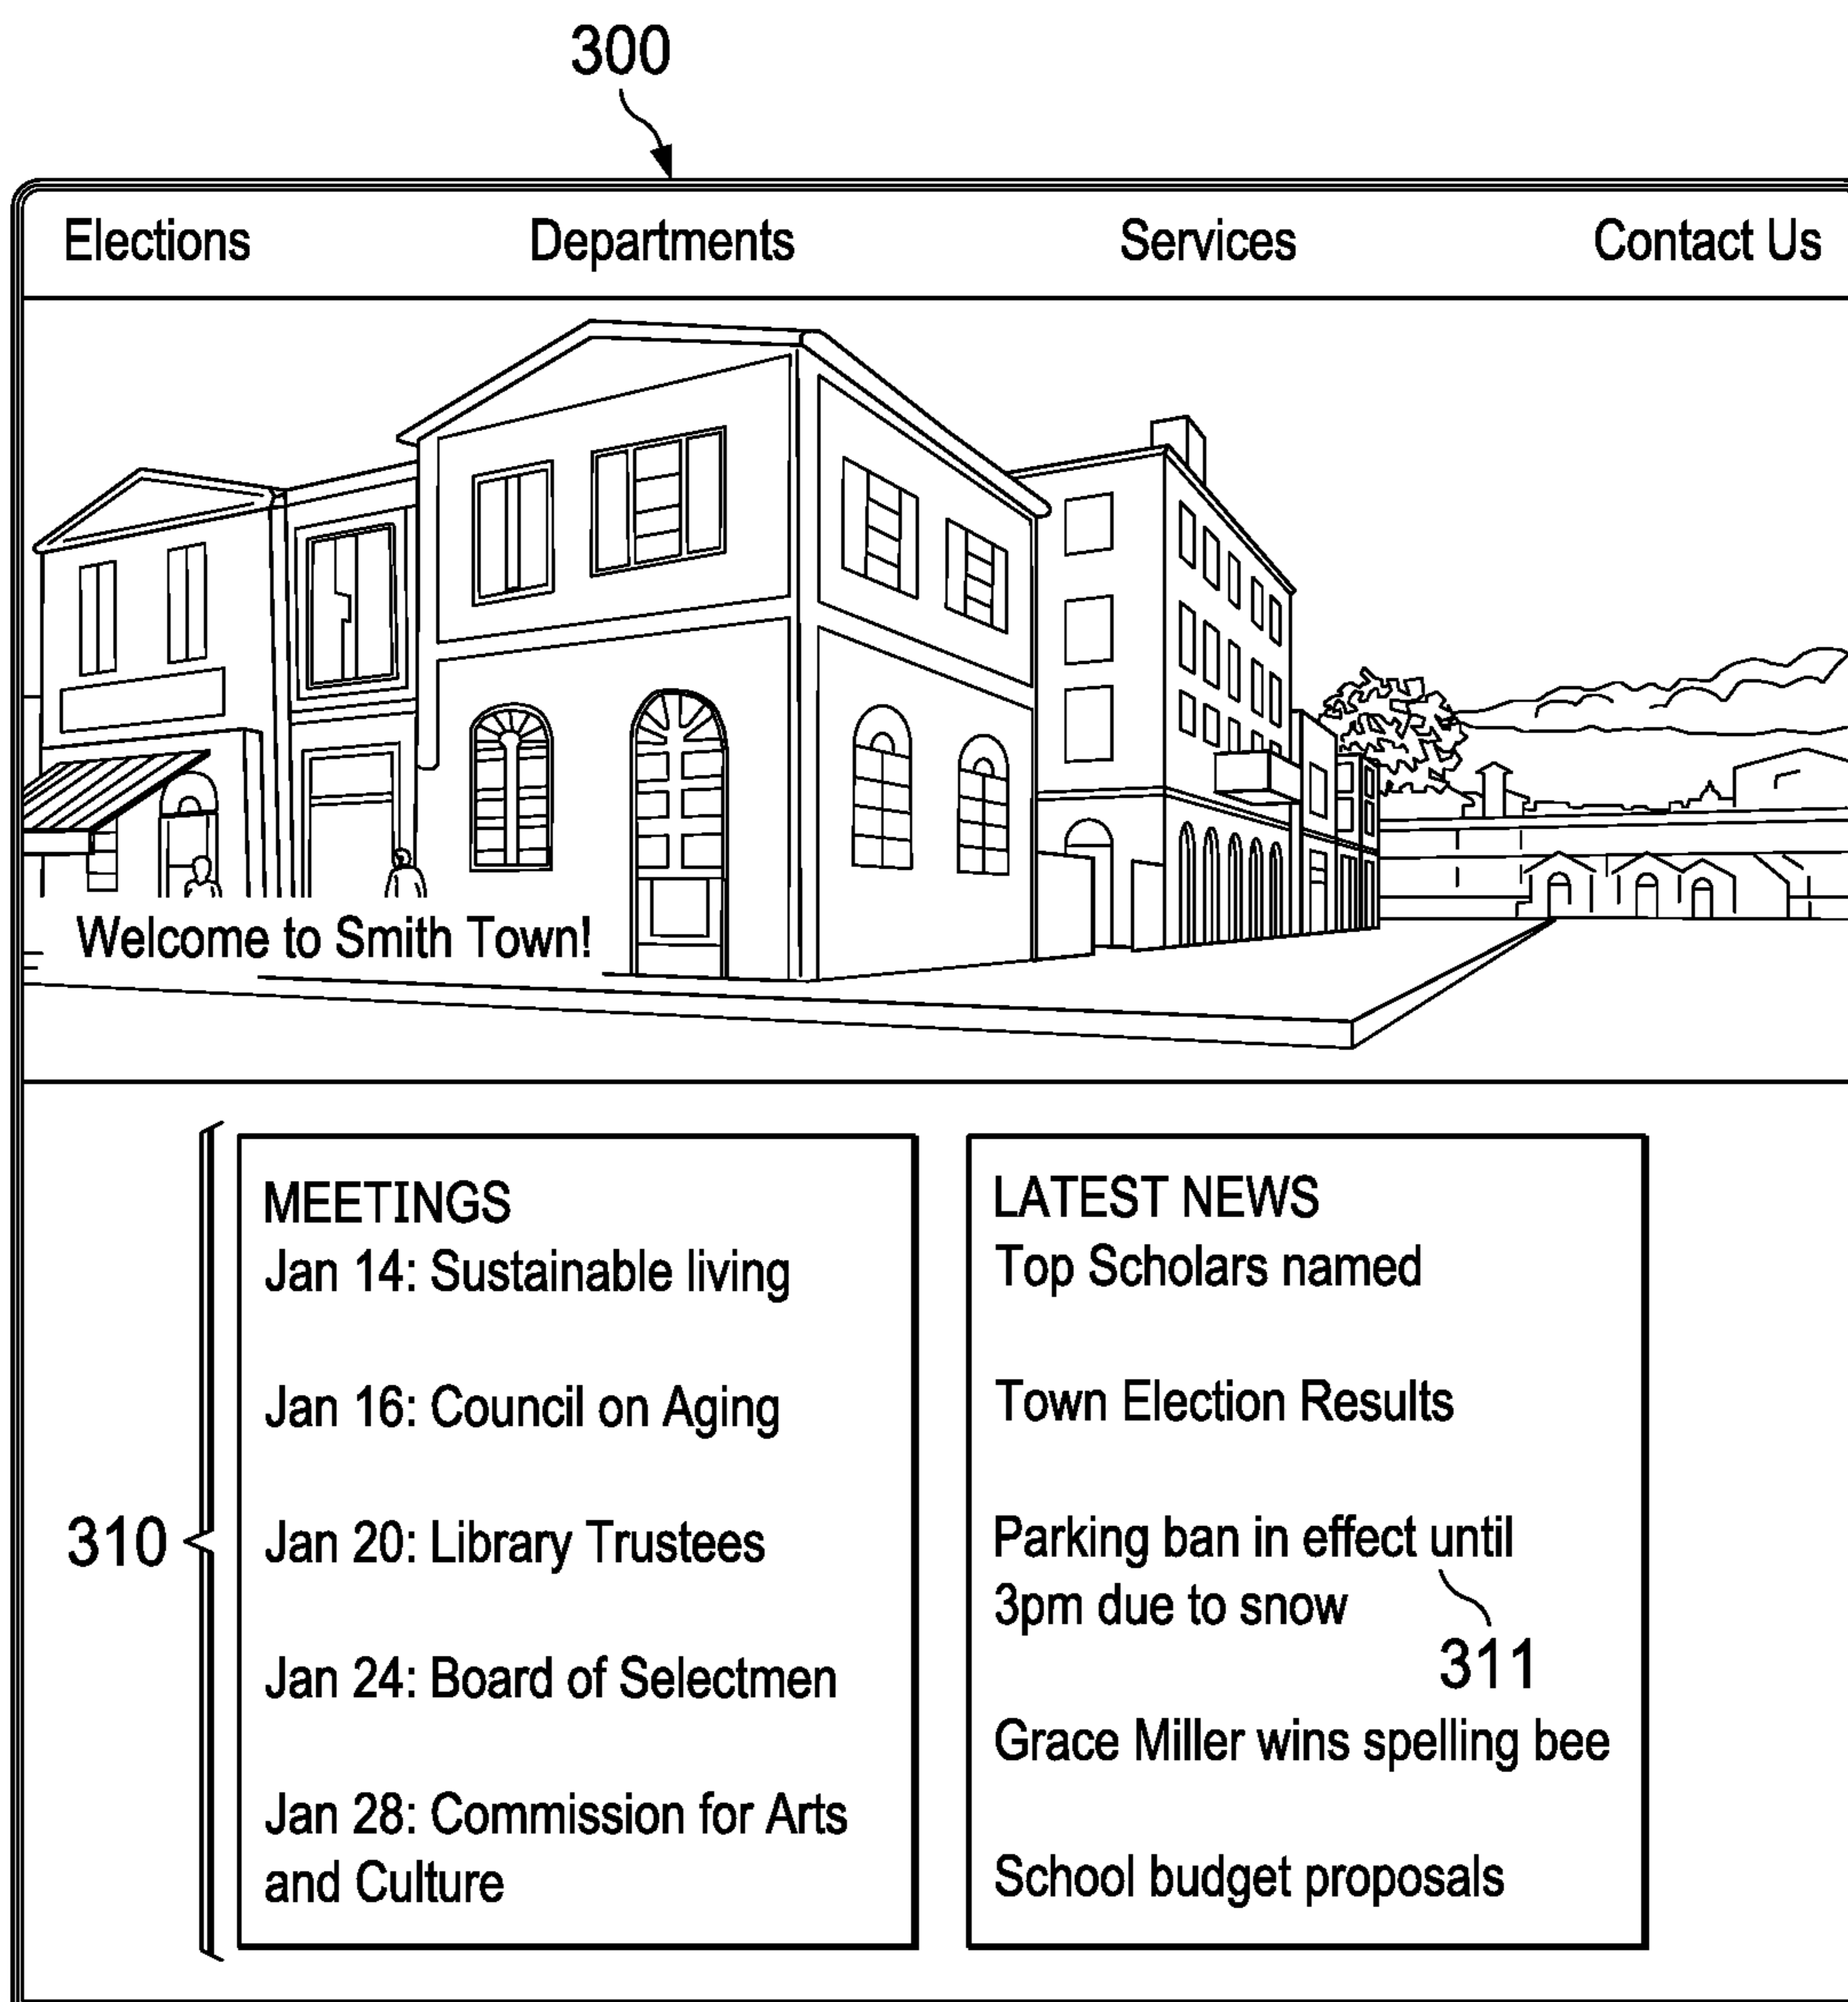 300
Elections Departments Services Contact Us
Welcome to Smith Town!
310
MEETINGS
Jan 14: Sustainable living
Jan 16: Council on Aging
Jan 20: Library Trustees
Jan 24: Board of Selectmen
Jan 28: Commission for Arts
and Culture
LATEST NEWS
Top Scholars named
Town Election Results
Parking ban in effect until
3pm due to snow
311
Grace Miller wins spelling bee
School budget proposals